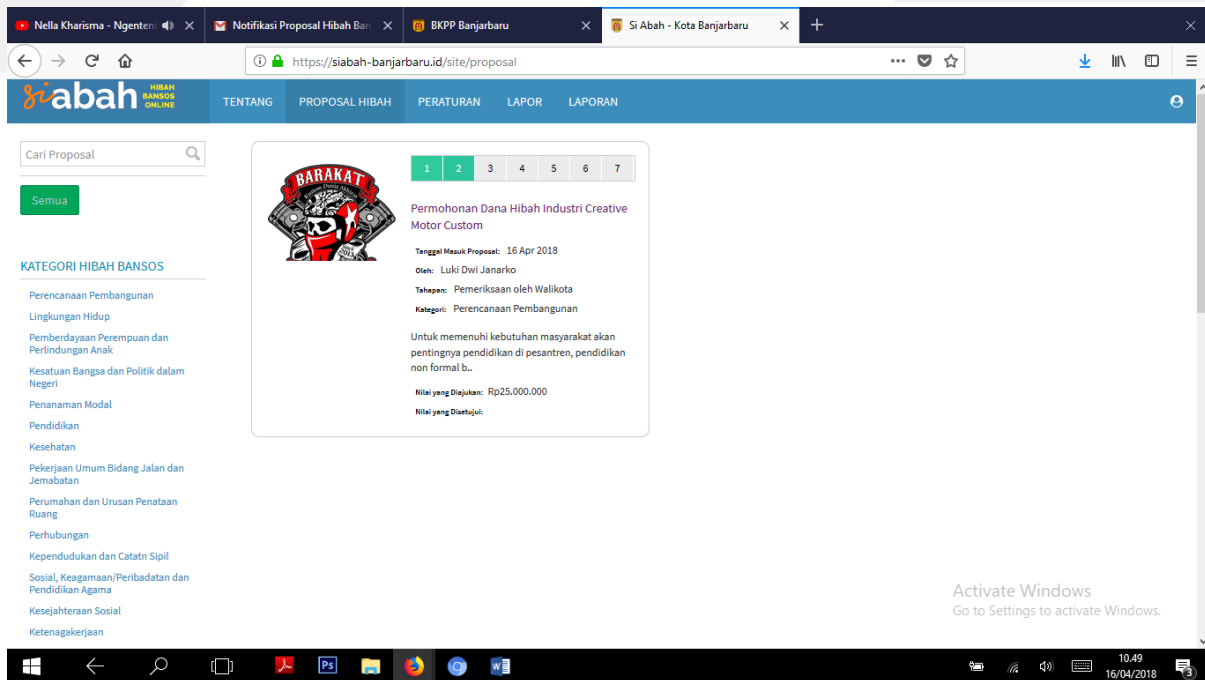 Nella Kharisma - Ngenteni
Notifikasi Proposal Hibah Ban
BKPP Banjarbaru
Si Abah - Kota Banjarbaru
https://siabah-banjarbaru.id/site/proposal
siabah HIBAH
BANSOS
ONLINE
TENTANG PROPOSAL HIBAH PERATURAN LAPOR LAPORAN
Cari Proposal
Semua
KATEGORI HIBAH BANSOS
Perencanaan Pembangunan
Lingkungan Hidup
Pemberdayaan Perempuan dan
Perlindungan Anak
Kesatuan Bangsa dan Politik dalam
Negeri
Penanaman Modal
Pendidikan
Kesehatan
Pekerjaan Umum Bidang Jalan dan
Jemabatan
Perumahan dan Urusan Penataan
Ruang
Perhubungan
Kependudukan dan Catatn Sipil
Sosial, Keagamaan/Peribadatan dan
Pendidikan Agama
Kesejahteraan Sosial
Ketenagakerjaan
BARAKAT
2013
1 2 3 4 5 6 7
Permohonan Dana Hibah Industri Creative
Motor Custom
Tanggal Masuk Proposal: 16 Apr 2018
Oleh: Luki Dwi Janarko
Tahapan: Pemeriksaan oleh Walikota
Kategori: Perencanaan Pembangunan
Untuk memenuhi kebutuhan masyarakat akan
pentingnya pendidikan di pesantren, pendidikan
non formal b..
Nilai yang Diajukan: Rp25.000.000
Nilai yang Disetujui:
Activate Windows
Go to Settings to activate Windows.
Ps
10.49
16/04/2018
3